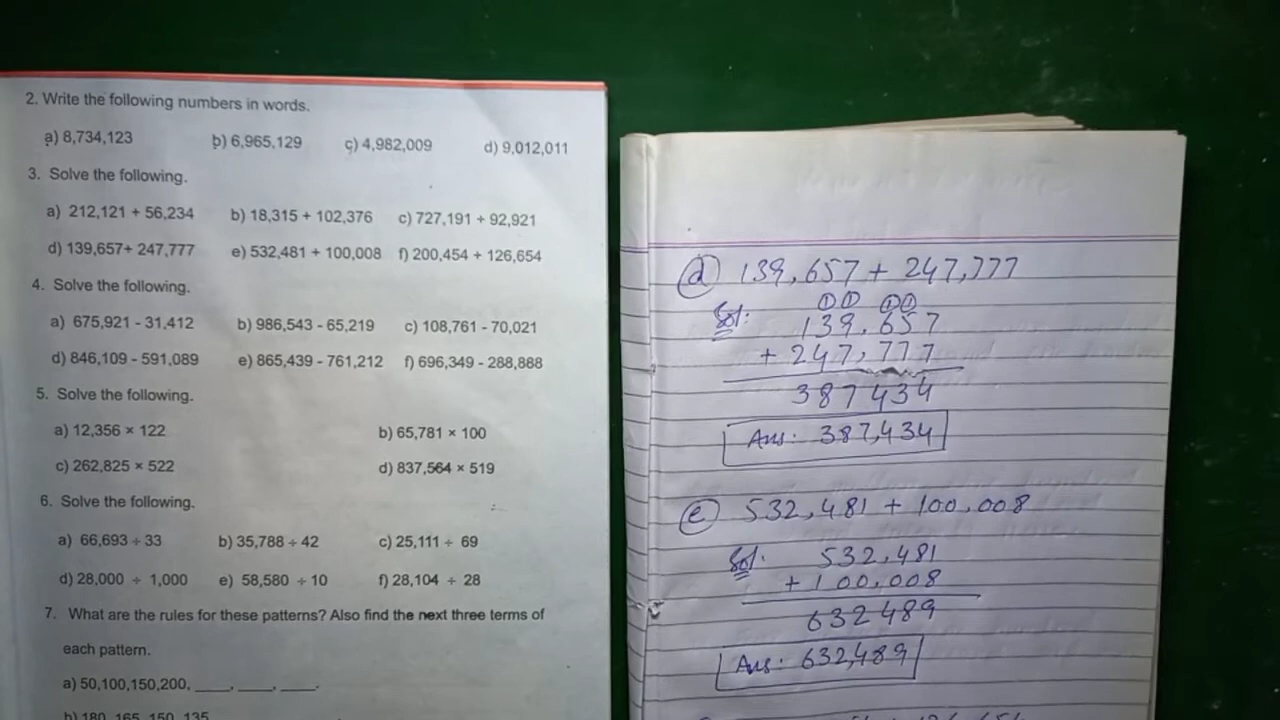 2. Write the following numbers in words.
a) 8,734,123 b) 6,965,129 c) 4,982,009 d) 9,012,011
3. Solve the following.
a) 212,121 + 56,234 b) 18,315 + 102,376 c) 727,191 + 92,921
d) 139,657+ 247,777 e) 532,481 + 100,008 f) 200,454 + 126,654
4. Solve the following.
a) 675,921 - 31,412 b) 986,543 - 65,219 c) 108,761 - 70,021
d) 846,109 - 591,089 e) 865,439 - 761,212 f) 696,349 - 288,888
5. Solve the following.
a) 12,356 × 122 b) 65,781 × 100
c) 262,825 × 522 d) 837,564 × 519
6. Solve the following.
a) 66,693 ÷ 33 b) 35,788 ÷ 42 c) 25,111 ÷ 69
d) 28,000 ÷ 1,000 e) 58,580 ÷ 10 f) 28,104 ÷ 28
7. What are the rules for these patterns? Also find the next three terms of
each pattern.
a) 50,100,150,200, ____, ____, ____.
b) 180, 165, 150, 135
d 139,657 + 247,777
1 1 1 1
Sol: 139,657
+ 247,777
387434
Ans: 387,434
e 532,481 + 100,008
Sol: 532,481
+ 100,008
632489
Ans: 632,489